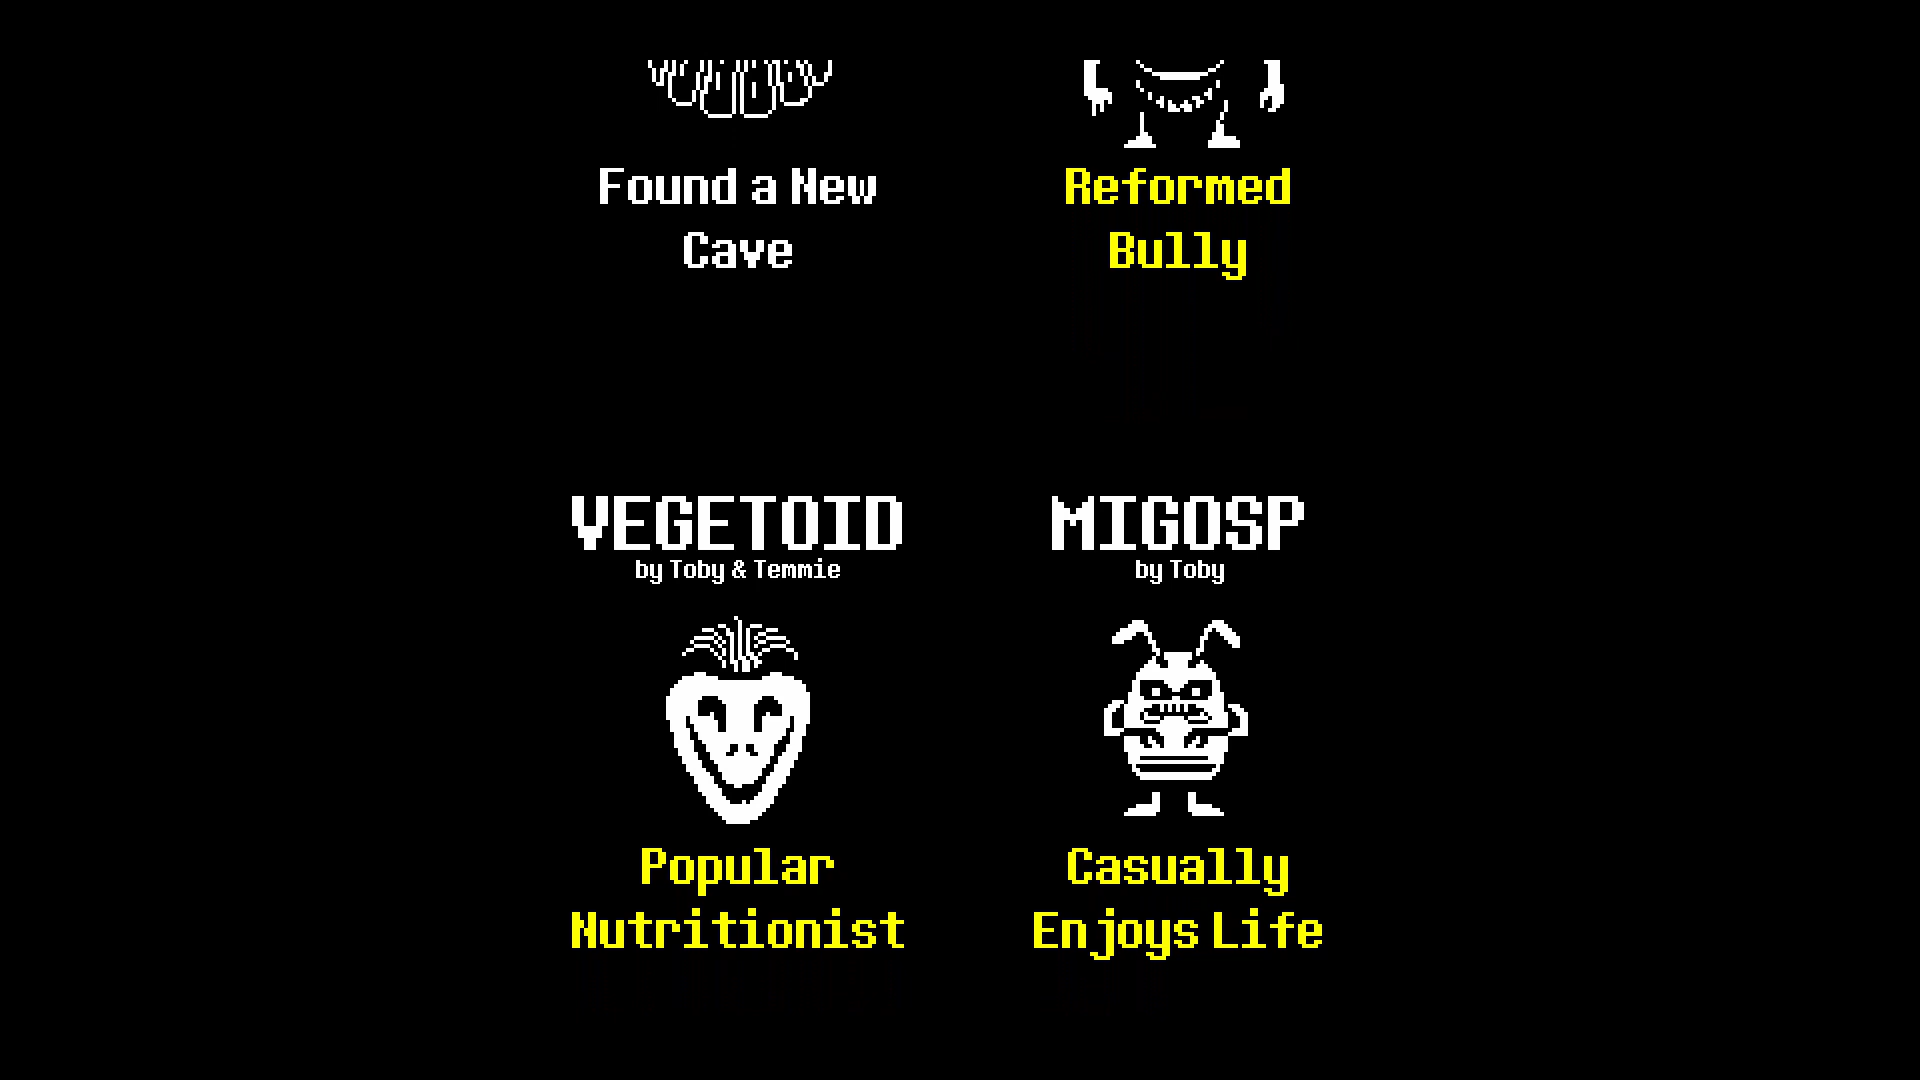 Found a New
Cave
Reformed
Bully
VEGETOID
by Toby & Temmie
Popular
Nutritionist
MIGOSP
by Toby
Casually
Enjoys Life